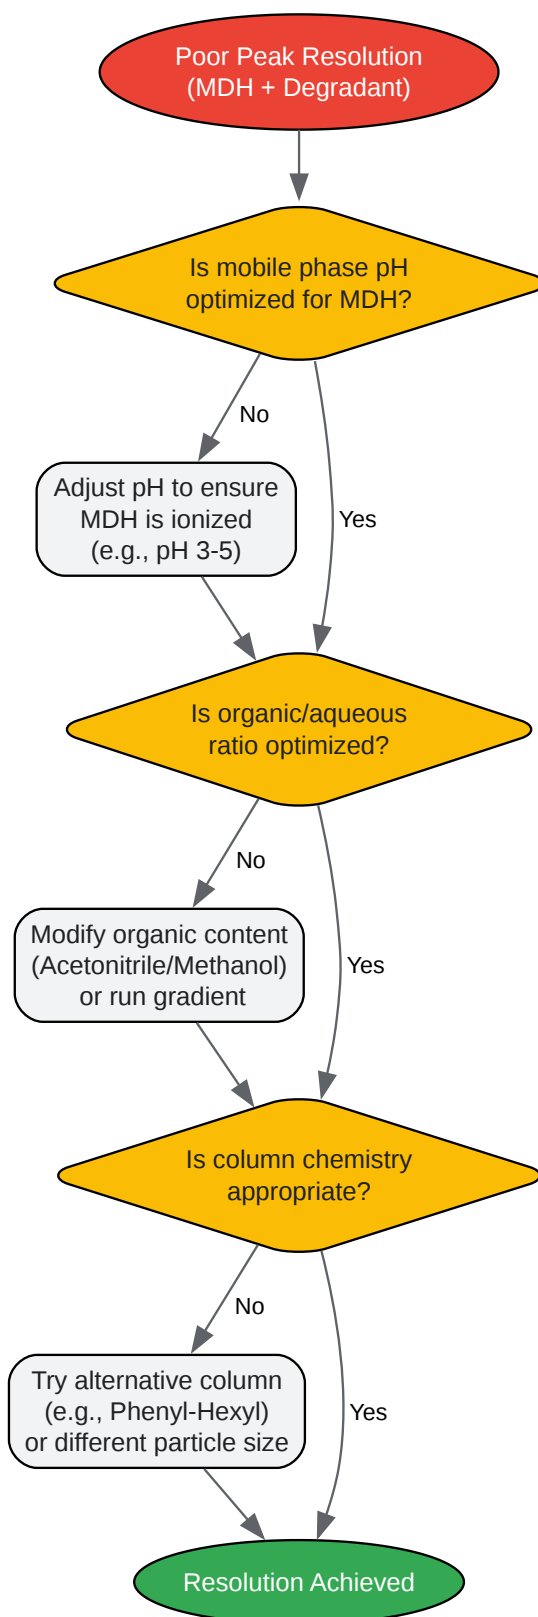 Poor Peak Resolution
(MDH + Degradant)
Is mobile phase pH
optimized for MDH?
No
Adjust pH to ensure
MDH is ionized
(e.g., pH 3-5)
Yes
Is organic/aqueous
ratio optimized?
No
Modify organic content
(Acetonitrile/Methanol)
or run gradient
Yes
Is column chemistry
appropriate?
No
Try alternative column
(e.g., Phenyl-Hexyl)
or different particle size
Yes
Resolution Achieved